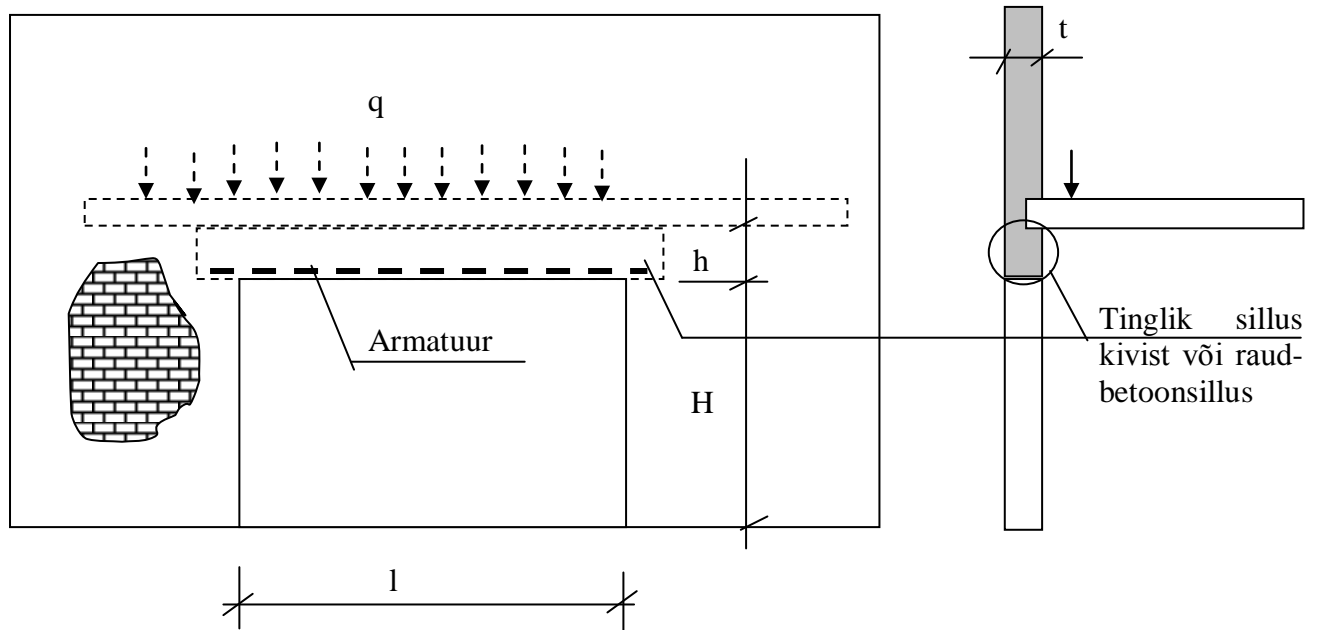 q
t
h
Armatuur
H
l
Tinglik sillus
kivist või raud-
betoonsillus